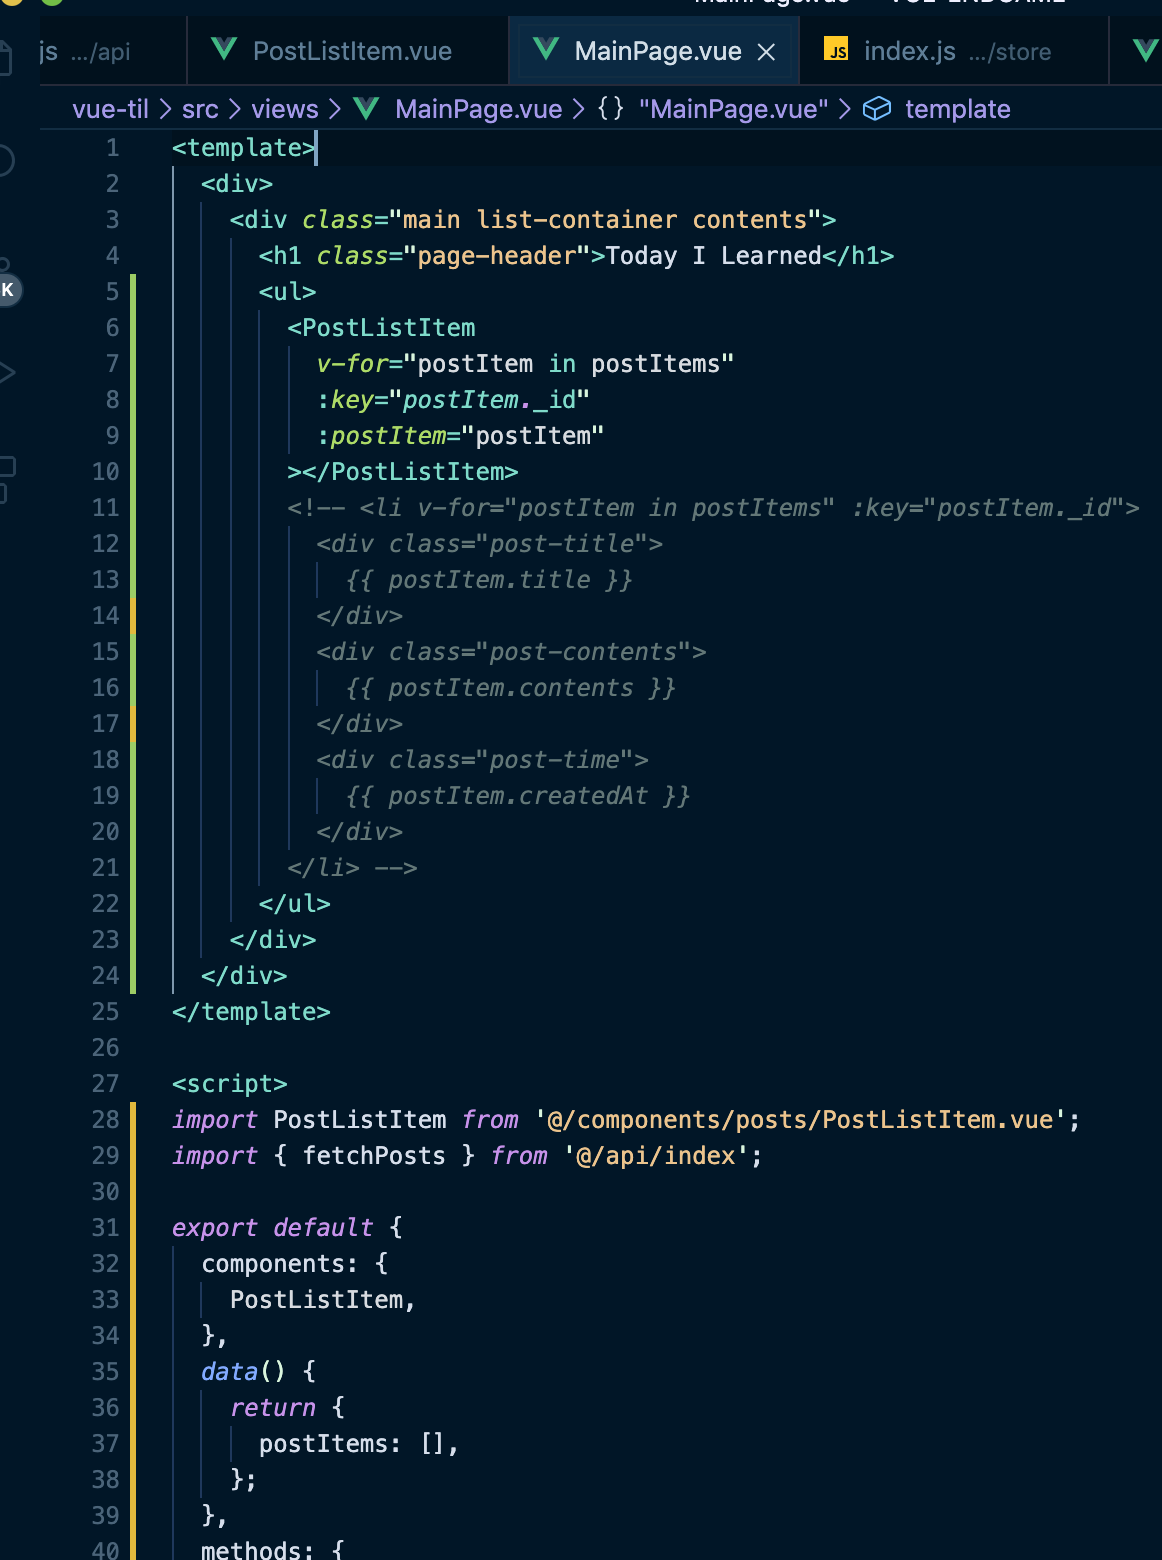 js …/api
PostListItem.vue
MainPage.vue
JS index.js …/store
vue-til > src > views > MainPage.vue > {} "MainPage.vue" > template
K
1 <template>
2 <div>
3 <div class="main list-container contents">
4 <h1 class="page-header">Today I Learned</h1>
5 <ul>
6 <PostListItem
7 v-for="postItem in postItems"
8 :key="postItem._id"
9 :postItem="postItem"
10 ></PostListItem>
11 <!-- <li v-for="postItem in postItems" :key="postItem._id">
12 <div class="post-title">
13 {{ postItem.title }}
14 </div>
15 <div class="post-contents">
16 {{ postItem.contents }}
17 </div>
18 <div class="post-time">
19 {{ postItem.createdAt }}
20 </div>
21 </li> -->
22 </ul>
23 </div>
24 </div>
25 </template>
26
27 <script>
28 import PostListItem from '@/components/posts/PostListItem.vue';
29 import { fetchPosts } from '@/api/index';
30
31 export default {
32 components: {
33 PostListItem,
34 },
35 data() {
36 return {
37 postItems: [],
38 };
39 },
40 methods: {